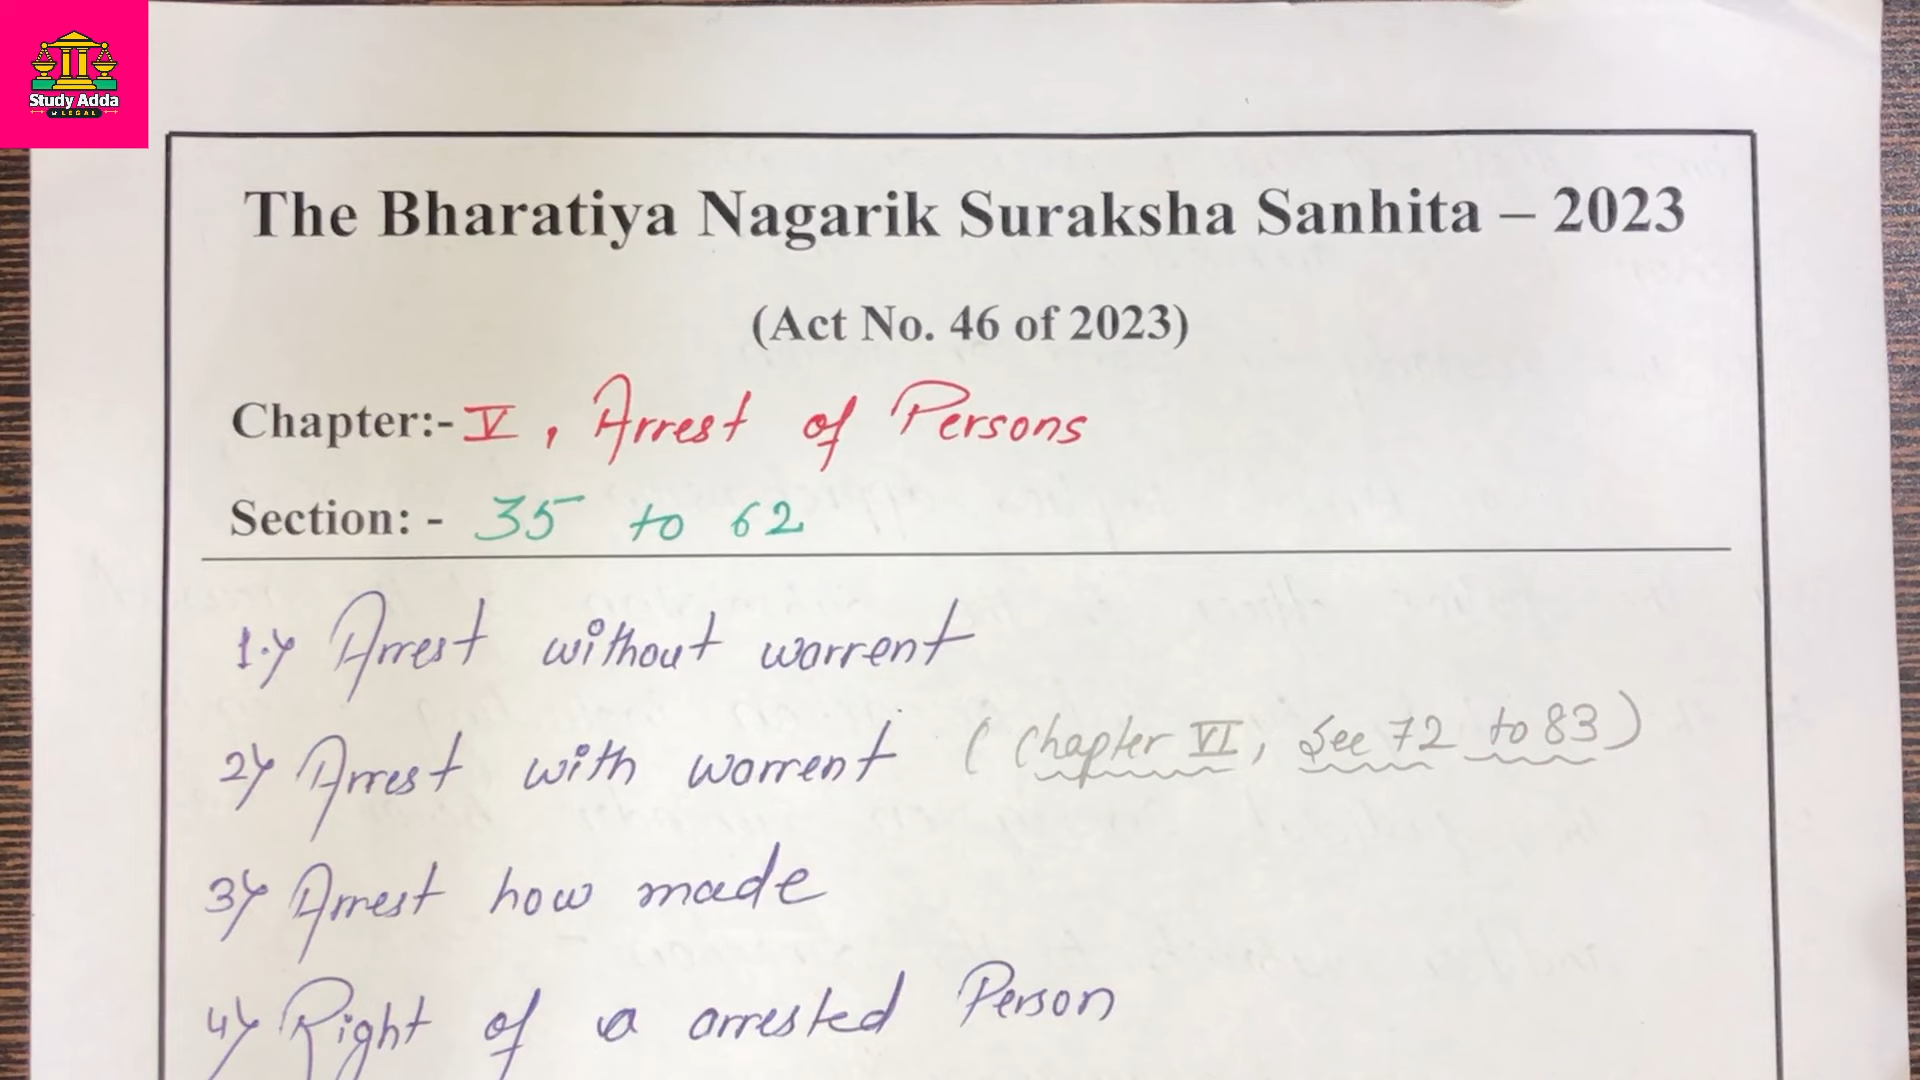 Study Adda
LEGAL
The Bharatiya Nagarik Suraksha Sanhita – 2023
(Act No. 46 of 2023)
Chapter:- V, Arrest of Persons
Section: - 35 to 62
1.) Arrest without warrent
2) Arrest with warrent (Chapter VI, See 72 to 83)
3) Arrest how made
4) Right of a arrested Person